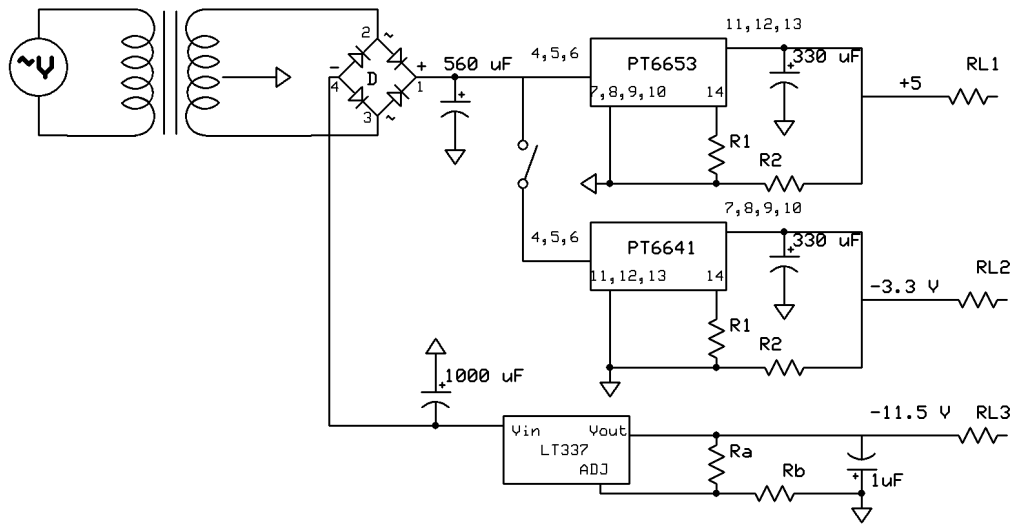 11,12,13
2 ~
560 uF
4,5,6
PT6653
330 uF
RL1
~V
- + 
D
4 1
7,8,9,10 14
+5
3 ~
R1
R2
7,8,9,10
4,5,6
PT6641
330 uF
RL2
11,12,13 14
-3.3 V
R1
R2
1000 uF
-11.5 V RL3
Vin Vout
LT337
ADJ
Ra
Rb
1uF